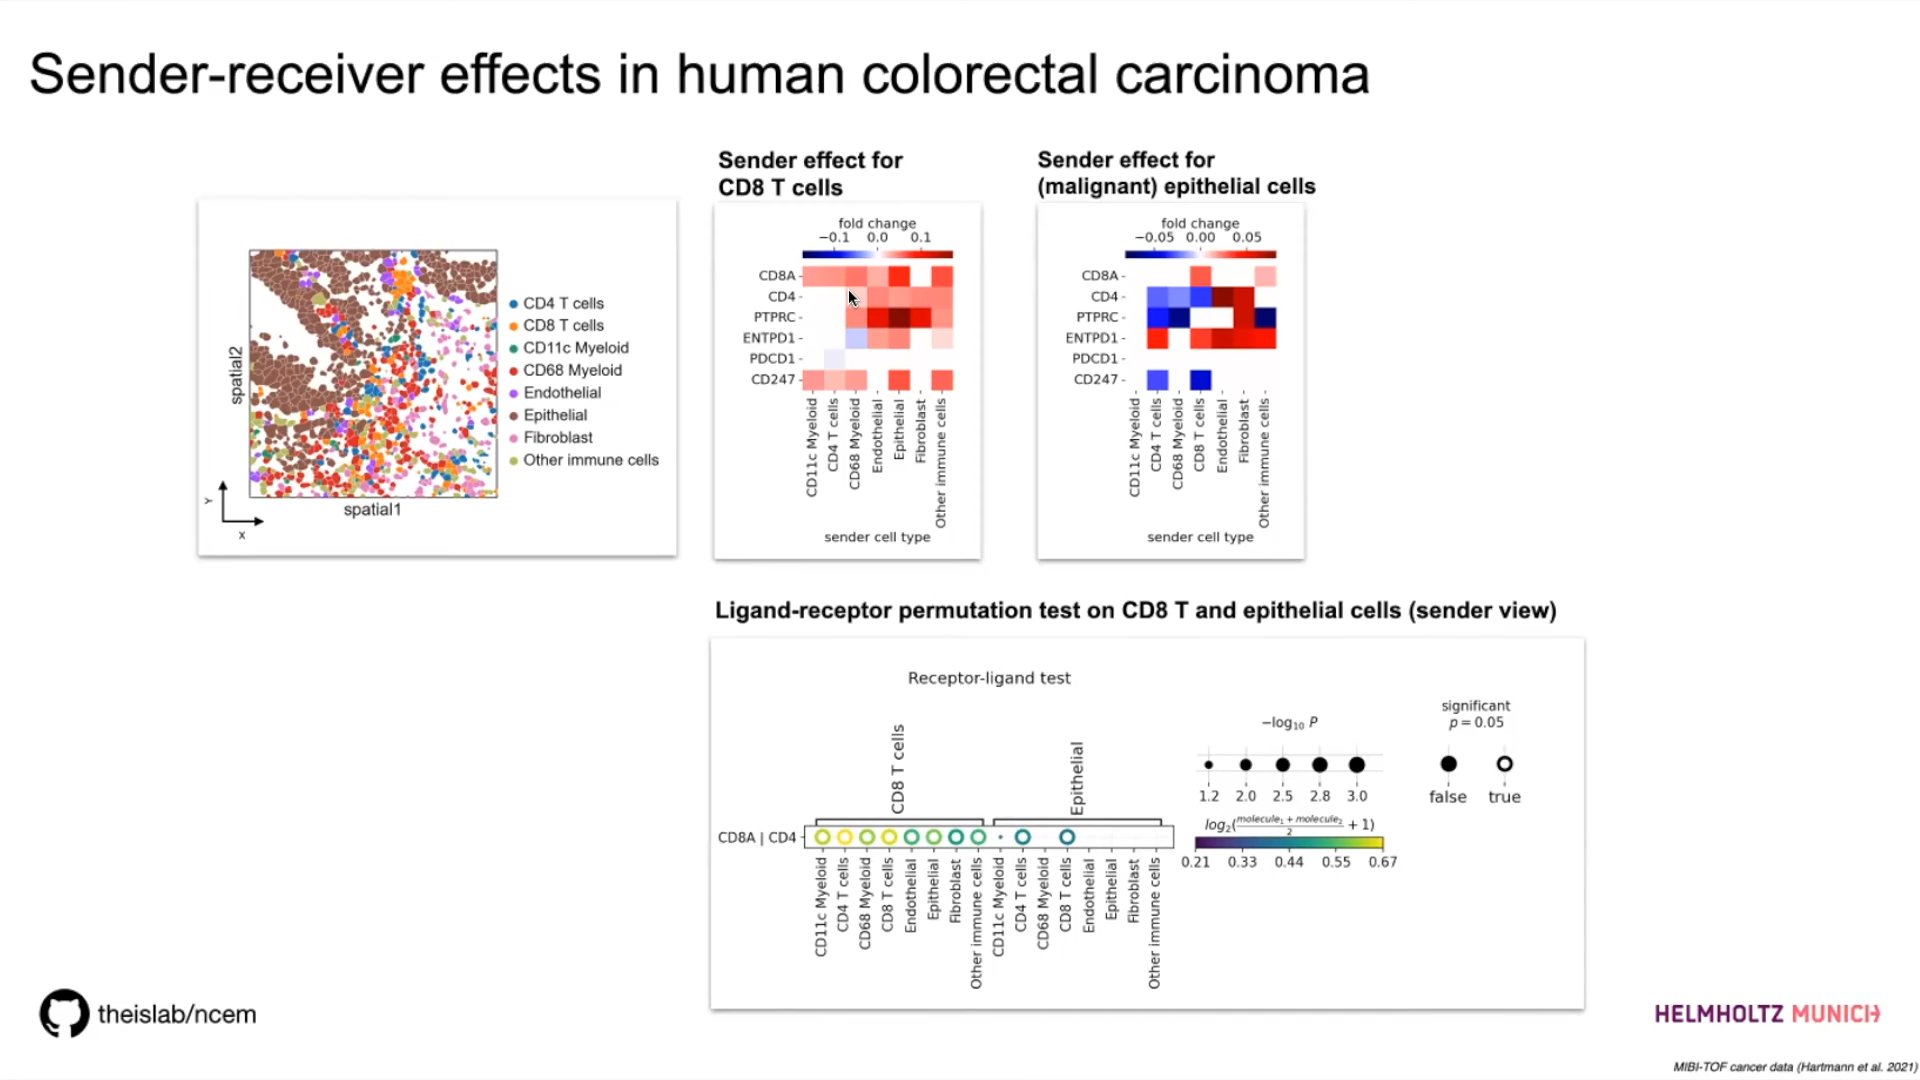 Sender-receiver effects in human colorectal carcinoma
spatial2
spatial1
Y
X
CD4 T cells
CD8 T cells
CD11c Myeloid
CD68 Myeloid
Endothelial
Epithelial
Fibroblast
Other immune cells
Sender effect for
CD8 T cells
fold change
−0.1 0.0 0.1
CD8A
CD4
PTPRC
ENTPD1
PDCD1
CD247
CD11c Myeloid
CD4 T cells
CD68 Myeloid
Endothelial
Epithelial
Fibroblast
Other immune cells
sender cell type
Sender effect for
(malignant) epithelial cells
fold change
−0.05 0.00 0.05
CD8A
CD4
PTPRC
ENTPD1
PDCD1
CD247
CD11c Myeloid
CD4 T cells
CD68 Myeloid
CD8 T cells
Endothelial
Fibroblast
Other immune cells
sender cell type
Ligand-receptor permutation test on CD8 T and epithelial cells (sender view)
Receptor-ligand test
CD8 T cells
Epithelial
CD8A | CD4
CD11c Myeloid
CD4 T cells
CD68 Myeloid
CD8 T cells
Endothelial
Epithelial
Fibroblast
Other immune cells
CD11c Myeloid
CD4 T cells
CD68 Myeloid
CD8 T cells
Endothelial
Epithelial
Fibroblast
Other immune cells
−log₁₀ P
1.2 2.0 2.5 2.8 3.0
log₂(molecule₁ + molecule₂ / 2 + 1)
0.21 0.33 0.44 0.55 0.67
significant
p = 0.05
false true
theislab/ncem
HELMHOLTZ MUNICH
MIBI-TOF cancer data (Hartmann et al. 2021)